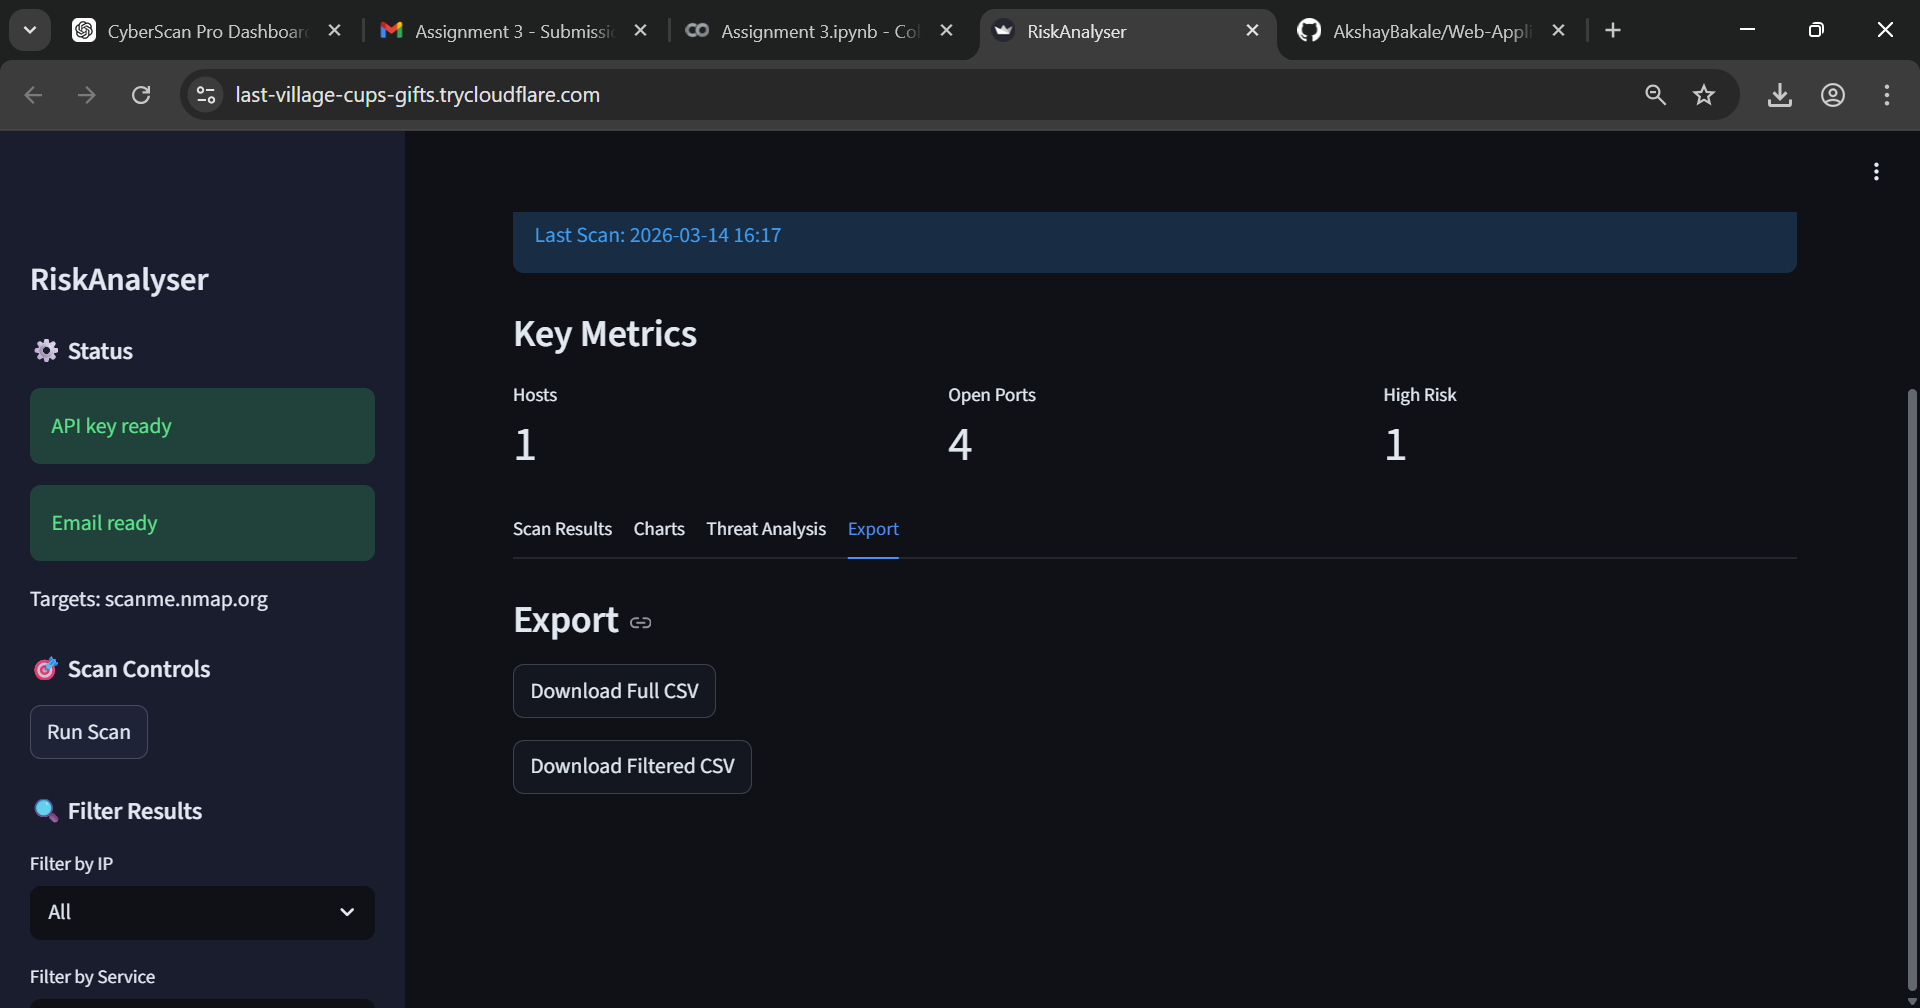 CyberScan Pro Dashboar
Assignment 3 - Submissi
Assignment 3.ipynb - Col
RiskAnalyser
AkshayBakale/Web-Appli
last-village-cups-gifts.trycloudflare.com
RiskAnalyser
Status
API key ready
Email ready
Targets: scanme.nmap.org
Scan Controls
Run Scan
Filter Results
Filter by IP
All
Filter by Service
Last Scan: 2026-03-14 16:17
Key Metrics
Hosts
1
Open Ports
4
High Risk
1
Scan Results Charts Threat Analysis Export
Export
Download Full CSV
Download Filtered CSV